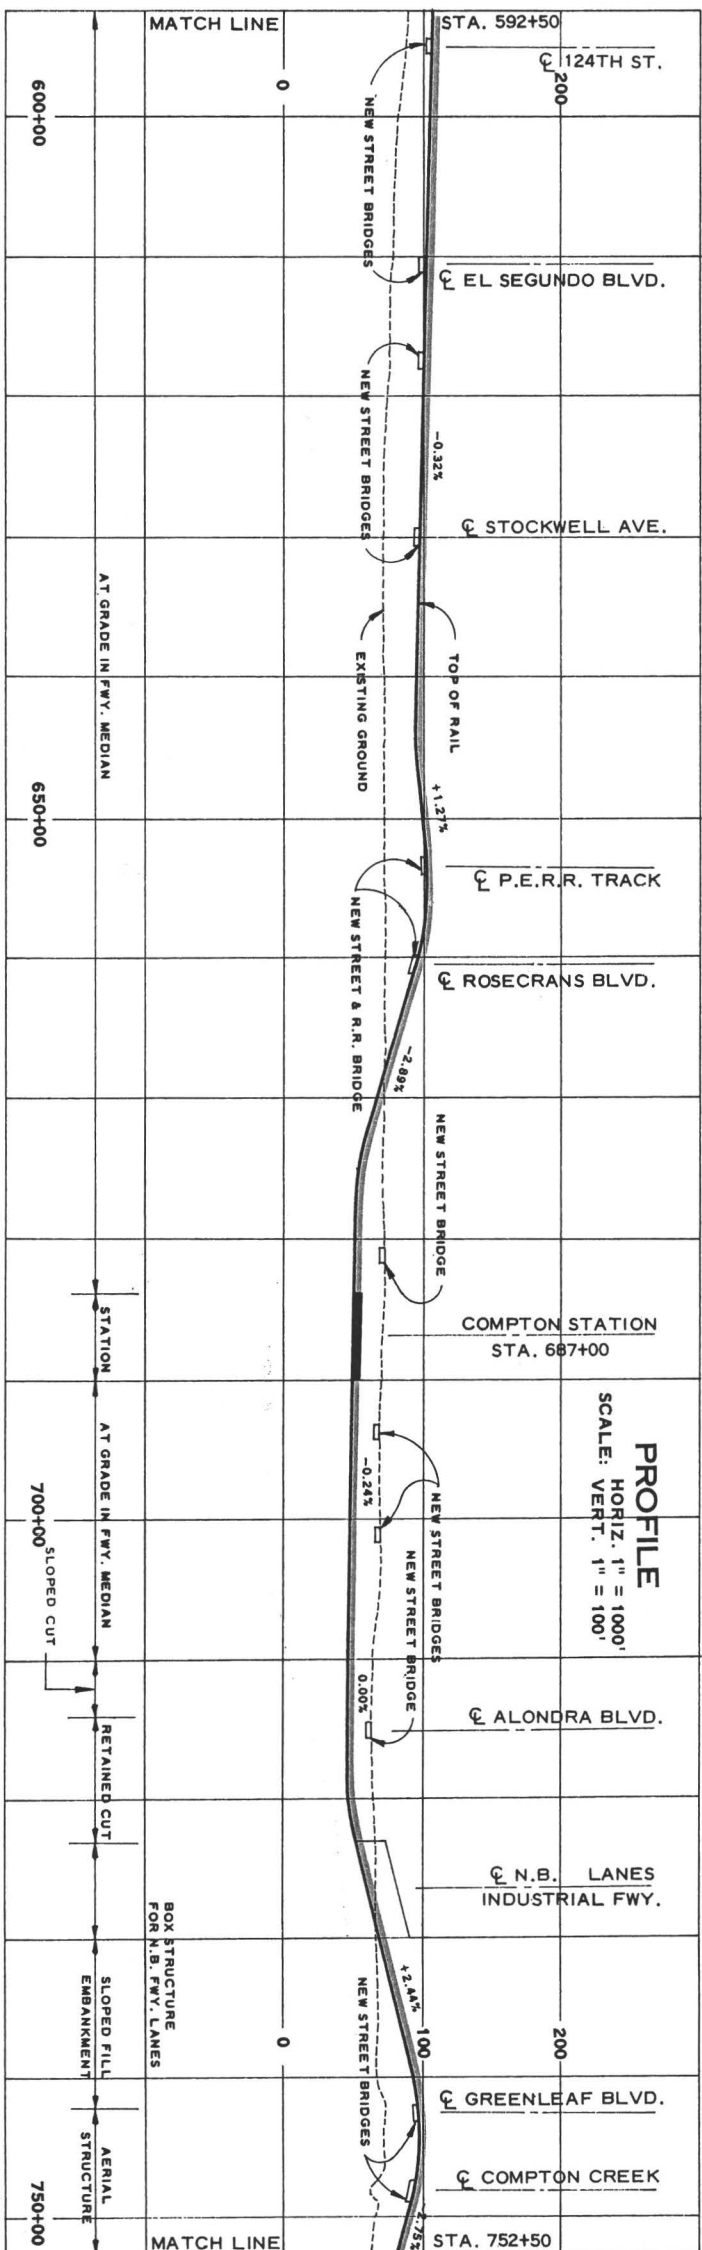 MATCH LINE
STA. 592+50
℄ 124TH ST.
0
200
600+00
NEW STREET BRIDGES
℄ EL SEGUNDO BLVD.
NEW STREET BRIDGES
-0.32%
℄ STOCKWELL AVE.
AT GRADE IN FWY. MEDIAN
EXISTING GROUND
TOP OF RAIL
650+00
+1.27%
℄ P.E.R.R. TRACK
NEW STREET & R.R. BRIDGE
℄ ROSECRANS BLVD.
-2.89%
NEW STREET BRIDGE
STATION
COMPTON STATION
STA. 687+00
PROFILE
SCALE: HORIZ. 1" = 1000'
VERT. 1" = 100'
AT GRADE IN FWY. MEDIAN
-0.24%
NEW STREET BRIDGES
700+00
SLOPED CUT
NEW STREET BRIDGE
0.00%
℄ ALONDRA BLVD.
RETAINED CUT
℄ N.B. LANES
INDUSTRIAL FWY.
BOX STRUCTURE
FOR N.B. FWY. LANES
SLOPED FILL
EMBANKMENT
+2.44%
0
100
200
NEW STREET BRIDGES
℄ GREENLEAF BLVD.
AERIAL
STRUCTURE
℄ COMPTON CREEK
750+00
2.75%
MATCH LINE
STA. 752+50